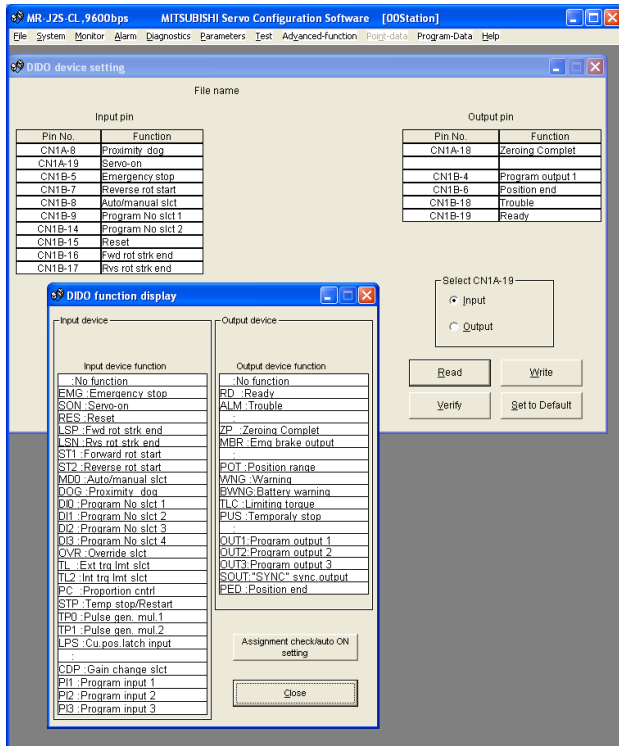 MR-J2S-CL,9600bps MITSUBISHI Servo Configuration Software [00Station]
File System Monitor Alarm Diagnostics Parameters Test Advanced-function Point-data Program-Data Help
DIDO device setting
File name
Input pin
Pin No. Function
CN1A-8 Proximity dog
CN1A-19 Servo-on
CN1B-5 Emergency stop
CN1B-7 Reverse rot start
CN1B-8 Auto/manual slct
CN1B-9 Program No slct 1
CN1B-14 Program No slct 2
CN1B-15 Reset
CN1B-16 Fwd rot strk end
CN1B-17 Rvs rot strk end
Output pin
Pin No. Function
CN1A-18 Zeroing Complet
CN1B-4 Program output 1
CN1B-6 Position end
CN1B-18 Trouble
CN1B-19 Ready
Select CN1A-19
Input
Output
Read Write
Verify Set to Default
DIDO function display
Input device
Input device function
:No function
EMG :Emergency stop
SON :Servo-on
RES :Reset
LSP :Fwd rot strk end
LSN :Rvs rot strk end
ST1 :Forward rot start
ST2 :Reverse rot start
MD0 :Auto/manual slct
DOG :Proximity dog
DI0 :Program No slct 1
DI1 :Program No slct 2
DI2 :Program No slct 3
DI3 :Program No slct 4
OVR :Override slct
TL :Ext trq lmt slct
TL2 :Int trq lmt slct
PC :Proportion cntrl
STP :Temp stop/Restart
TP0 :Pulse gen. mul.1
TP1 :Pulse gen. mul.2
LPS :Cu.pos.latch input
:
CDP :Gain change slct
PI1 :Program input 1
PI2 :Program input 2
PI3 :Program input 3
Output device
Output device function
:No function
RD :Ready
ALM :Trouble
:
ZP :Zeroing Complet
MBR :Emg brake output
:
POT :Position range
WNG :Warning
BWNG:Battery warning
TLC :Limiting torque
PUS :Temporaly stop
:
OUT1:Program output 1
OUT2:Program output 2
OUT3:Program output 3
SOUT:"SYNC" sync.output
PED :Position end
Assignment check/auto ON
setting
Close